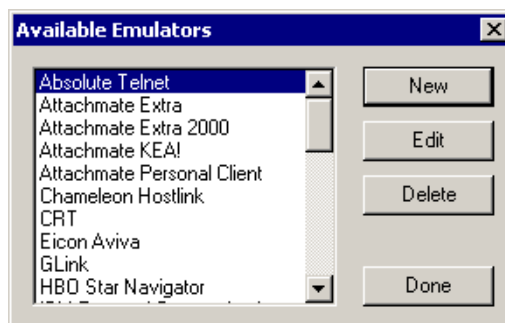 Available Emulators
Absolute Telnet
Attachmate Extra
Attachmate Extra 2000
Attachmate KEA!
Attachmate Personal Client
Chameleon Hostlink
CRT
Eicon Aviva
GLink
HBO Star Navigator
New
Edit
Delete
Done